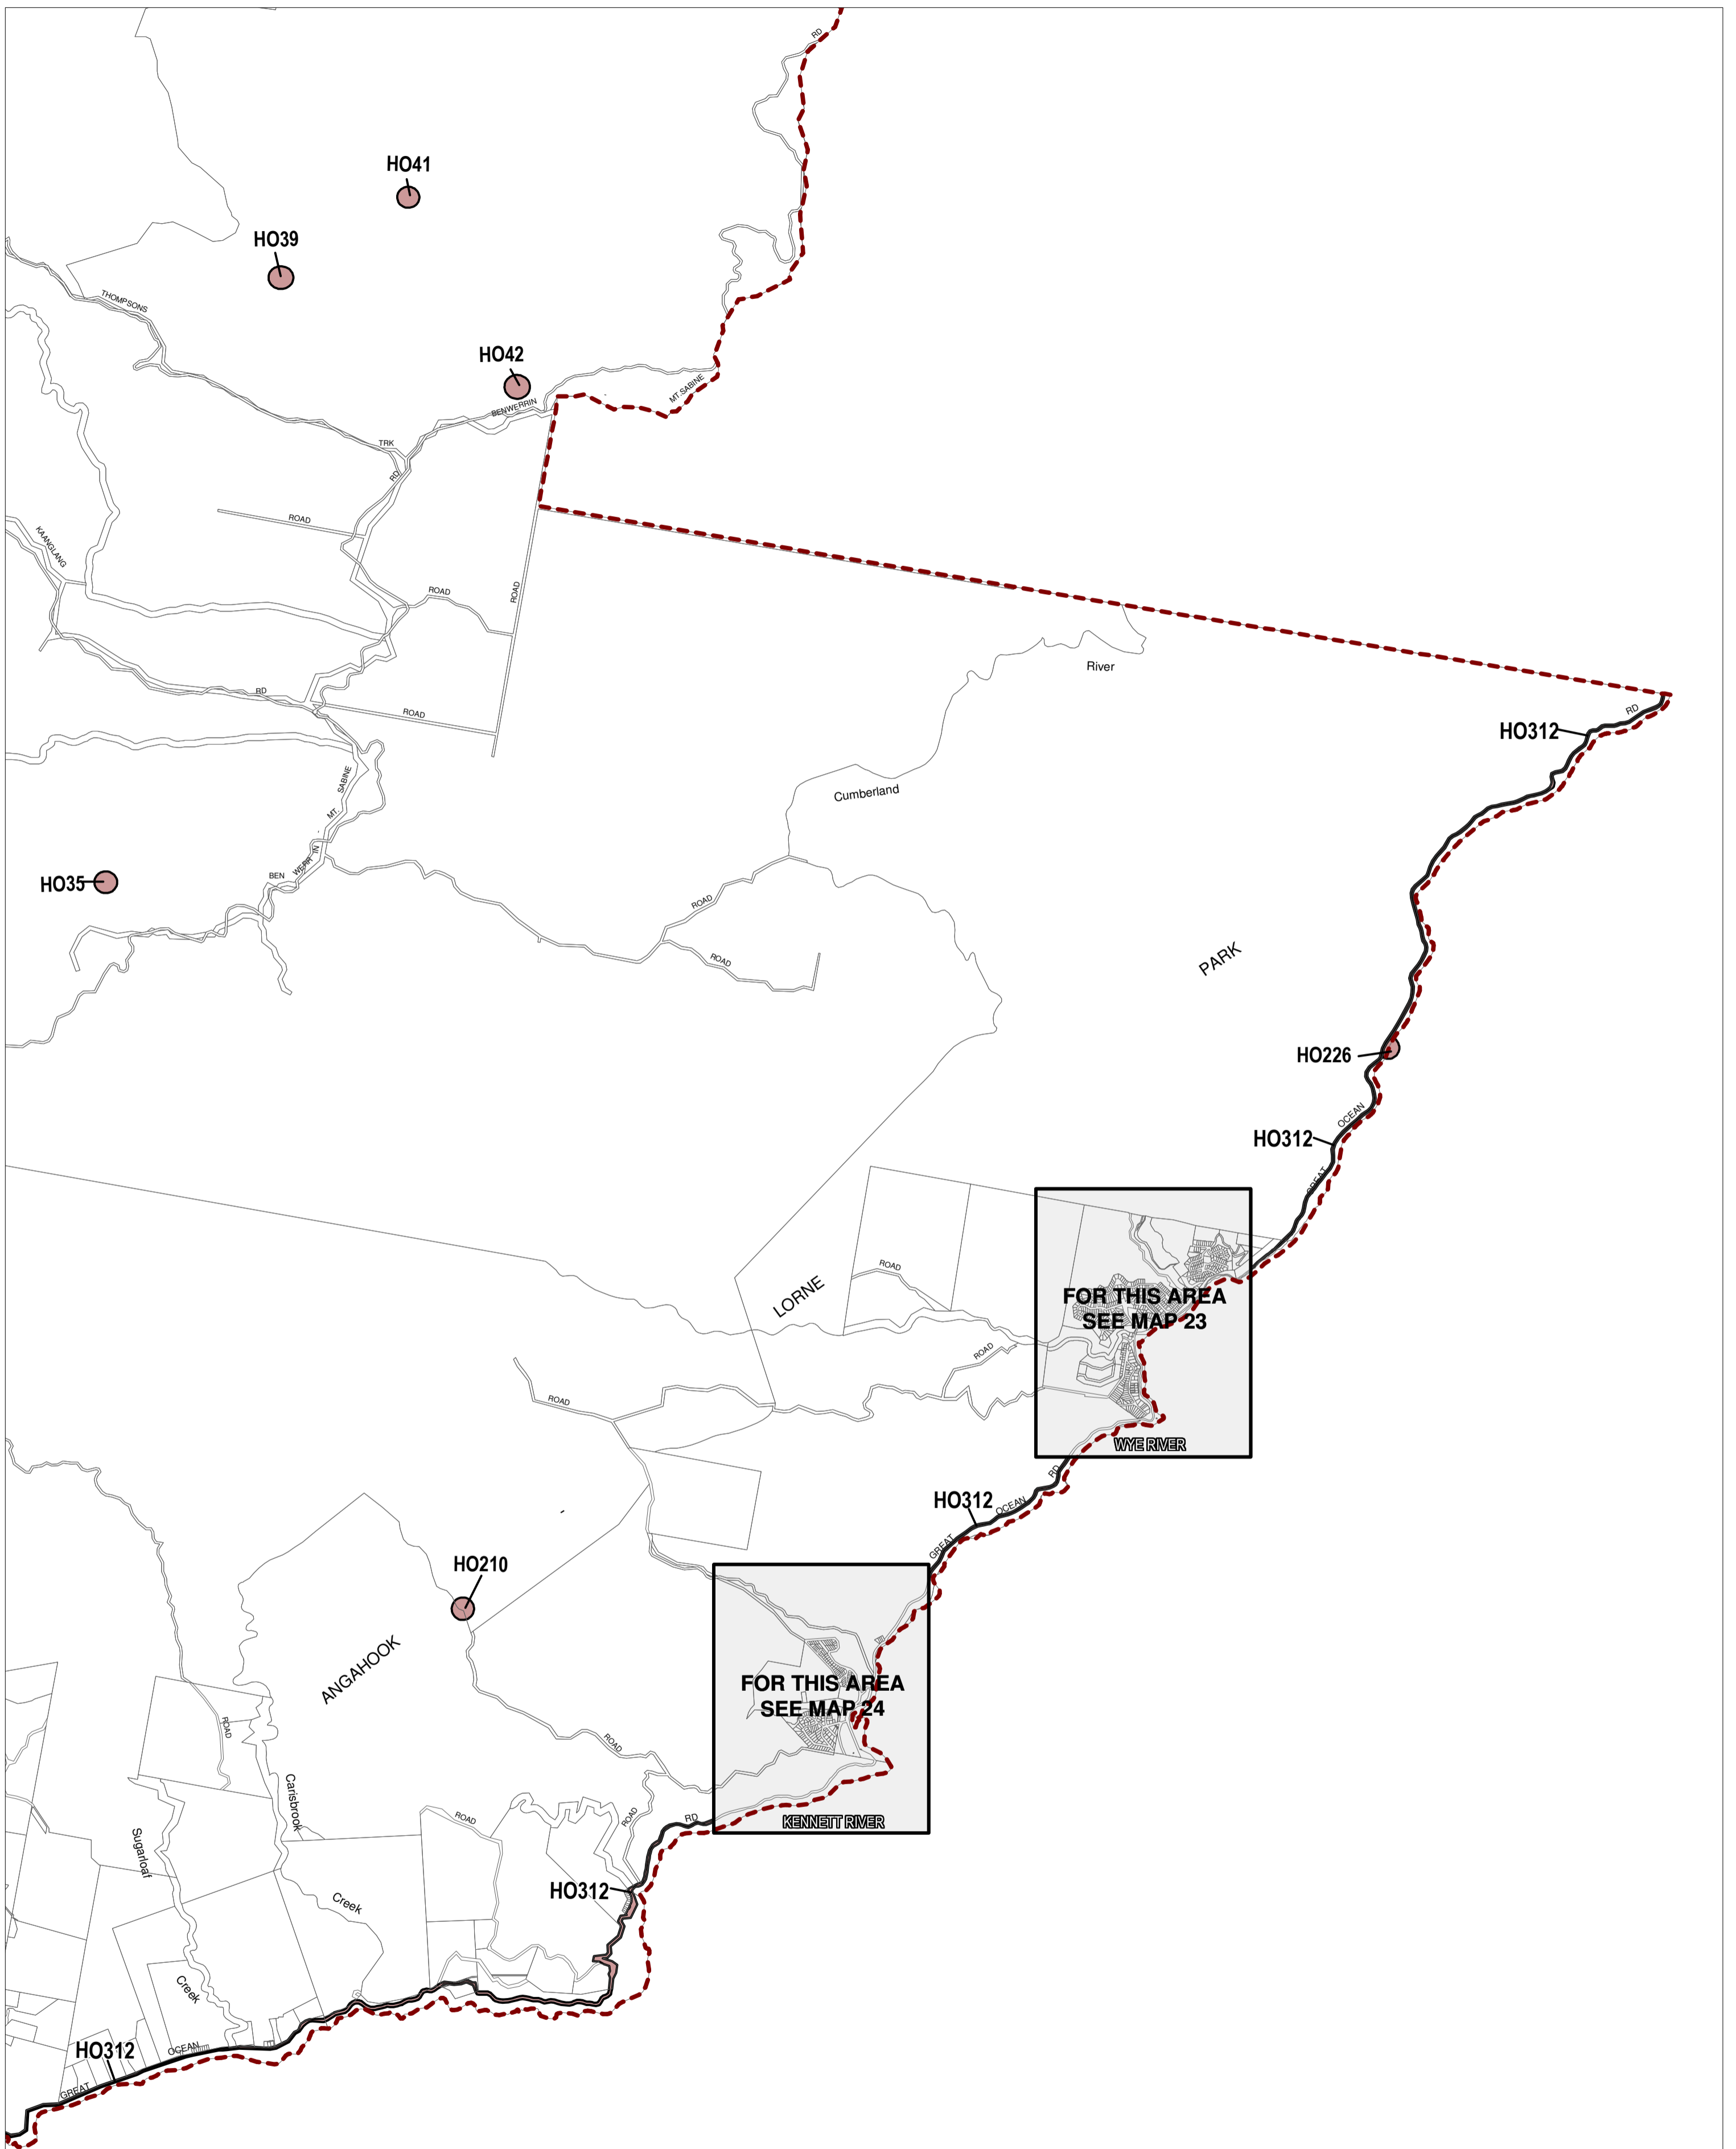 RD
HO41
HO39
THOMPSONS
HO42
MT.SABINE
BENWERRIN
TRK
RD
ROAD
KAANGLANG
ROAD
ROAD
River
RD
ROAD
RD
HO312
SABINE
MT.
Cumberland
WERR IN
BEN
HO35
ROAD
ROAD
PARK
HO226
OCEAN
HO312
GREAT
ROAD
LORNE
FOR THIS AREA
SEE MAP 23
ROAD
ROAD
WYE RIVER
RD
HO312
OCEAN
GREAT
HO210
ANGAHOOK
FOR THIS AREA
SEE MAP 24
ROAD
ROAD
Carisbrook
ROAD
ROAD
RD
KENNETT RIVER
Sugarloaf
HO312
Creek
Creek
HO312
OCEAN
GREAT